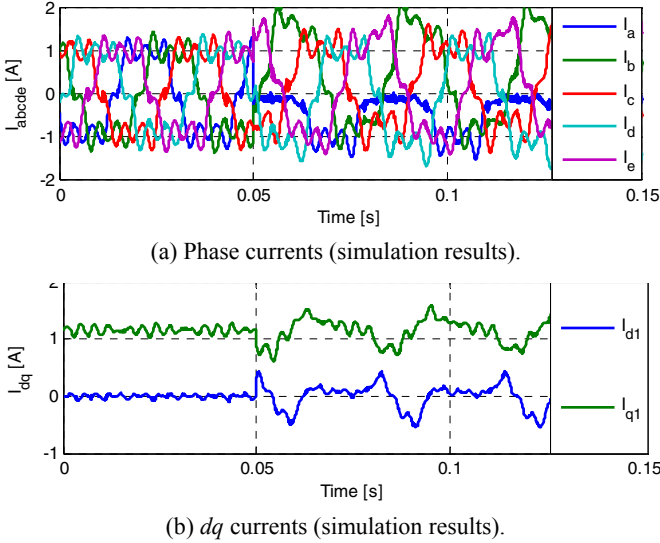 2
1
0
-1
-2
I_abcde [A]
0
0.05
0.1
0.15
Time [s]
I_a
I_b
I_c
I_d
I_e
(a) Phase currents (simulation results).
2
1
0
-1
I_dq [A]
0
0.05
0.1
0.15
Time [s]
I_d1
I_q1
(b) dq currents (simulation results).